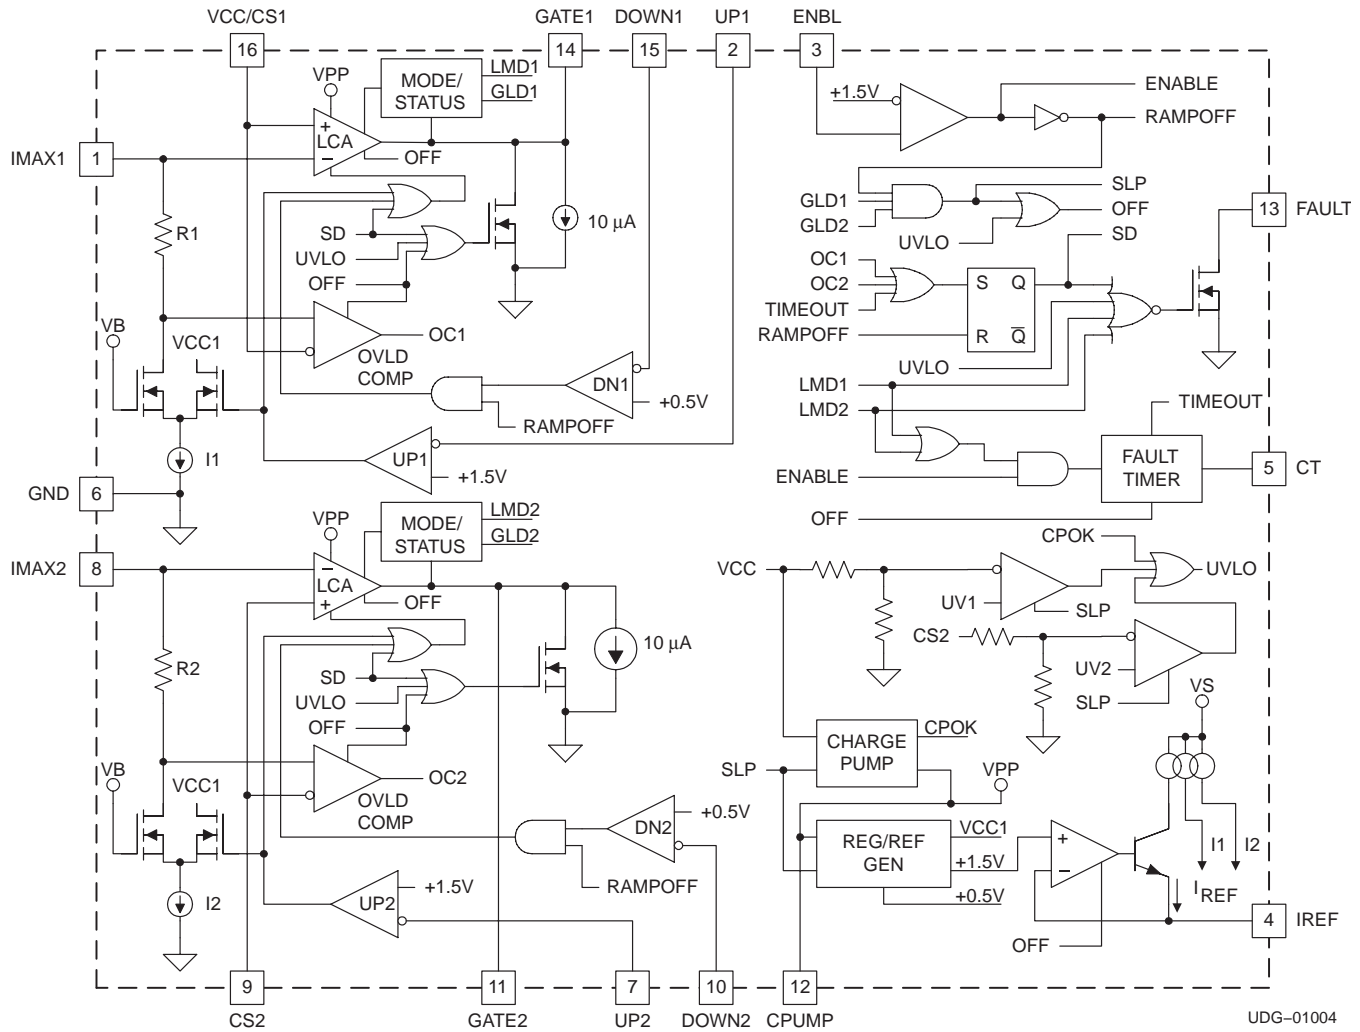 VCC/CS1 GATE1 DOWN1 UP1 ENBL
16 14 15 2 3
VPP
MODE/
STATUS
LMD1
GLD1
+
LCA
−
OFF
IMAX1 1
R1
SD
UVLO
OFF
10 µA
VB
VCC1
OC1
OVLD
COMP
DN1
+0.5V
RAMPOFF
UP1
+1.5V
I1
GND 6
+1.5V
ENABLE
RAMPOFF
GLD1
GLD2
SLP
OFF
UVLO
SD
13 FAULT
OC1
OC2
TIMEOUT
RAMPOFF
S Q
R Q̅
UVLO
LMD1
LMD2
TIMEOUT
ENABLE
FAULT
TIMER
5 CT
OFF
VPP
MODE/
STATUS
LMD2
GLD2
IMAX2 8
−
LCA
+
OFF
R2
SD
UVLO
OFF
10 µA
VB
VCC1
OC2
OVLD
COMP
DN2
+0.5V
RAMPOFF
+1.5V
UP2
I2
CPOK
VCC
UV1
SLP
UVLO
CS2
UV2
SLP
VS
CHARGE
PUMP
CPOK
SLP
VPP
REG/REF
GEN
VCC1
+1.5V
+0.5V
+
−
I1 I2
IREF
OFF
4 IREF
9 11 7 10 12
CS2 GATE2 UP2 DOWN2 CPUMP
UDG–01004